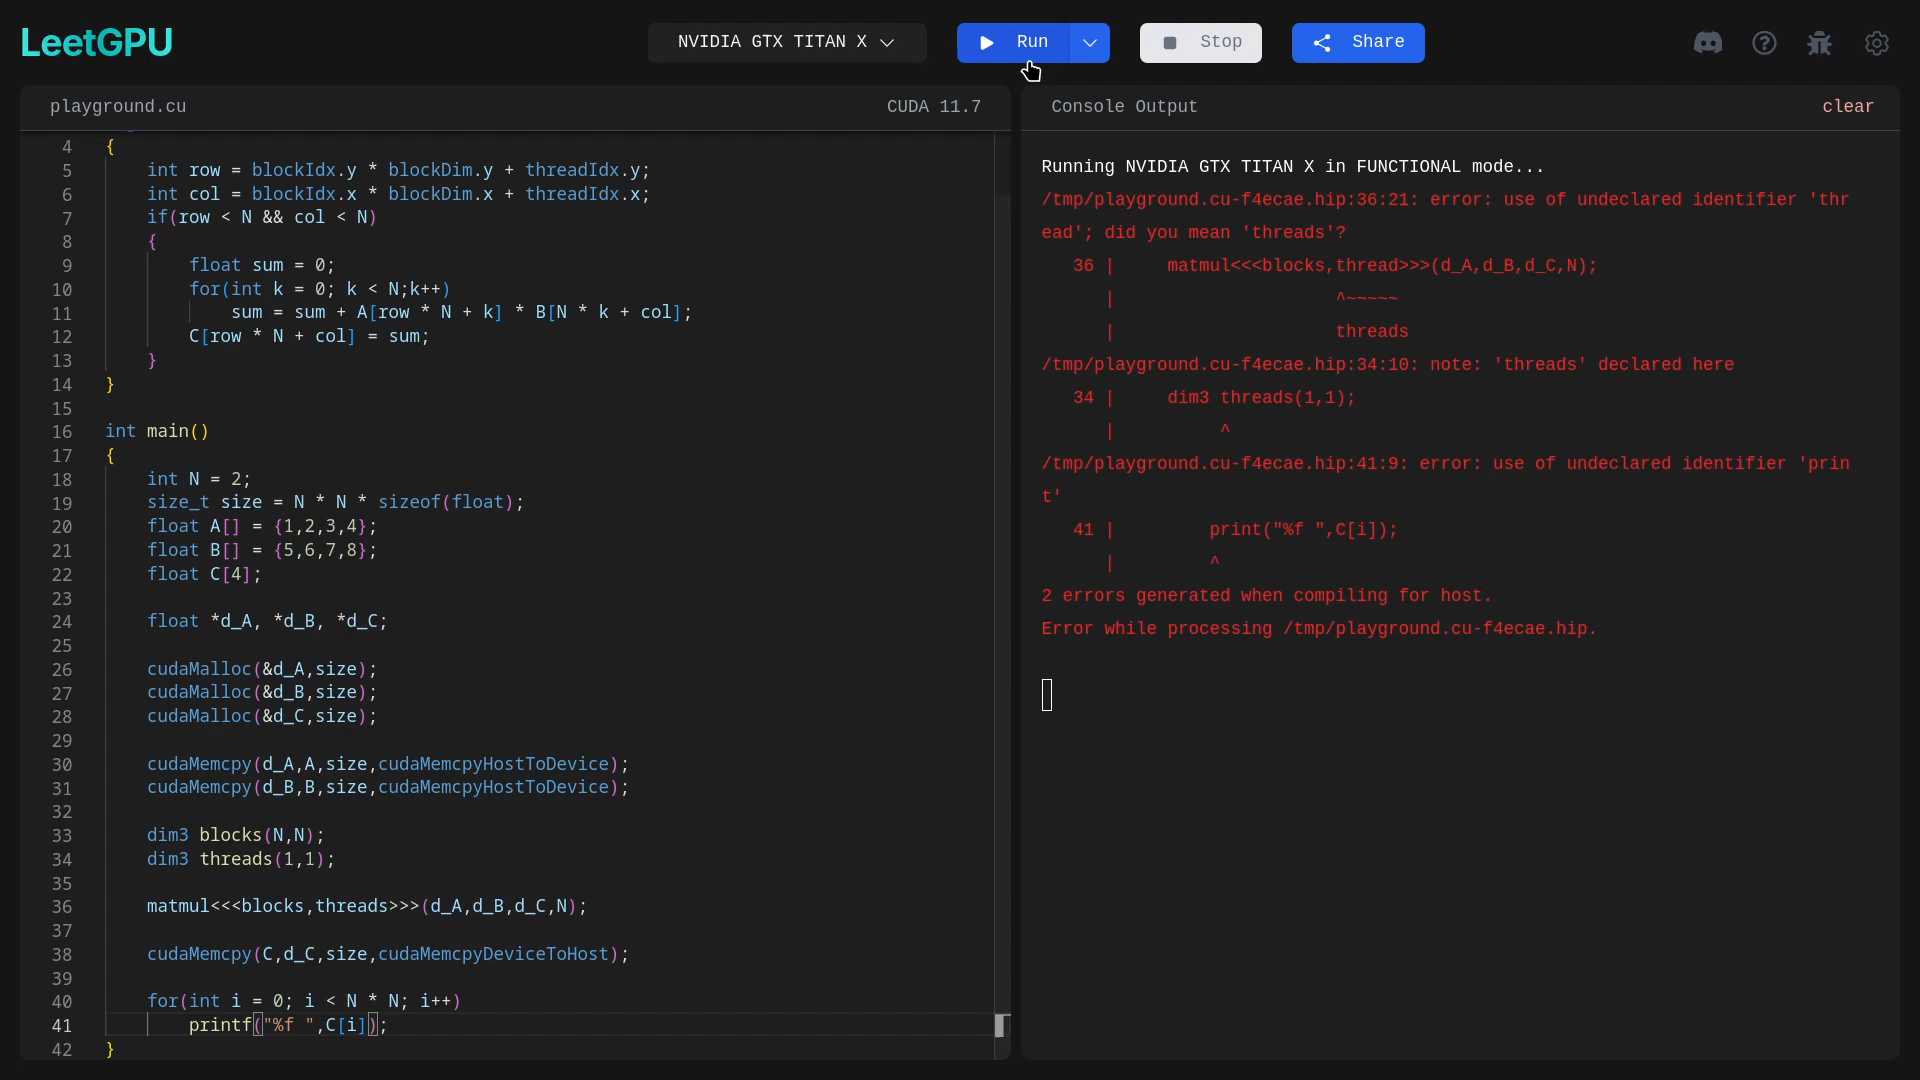 LeetGPU
NVIDIA GTX TITAN X
Run
Stop
Share
playground.cu
CUDA 11.7
4 {
5 int row = blockIdx.y * blockDim.y + threadIdx.y;
6 int col = blockIdx.x * blockDim.x + threadIdx.x;
7 if(row < N && col < N)
8 {
9 float sum = 0;
10 for(int k = 0; k < N;k++)
11 sum = sum + A[row * N + k] * B[N * k + col];
12 C[row * N + col] = sum;
13 }
14 }
15
16 int main()
17 {
18 int N = 2;
19 size_t size = N * N * sizeof(float);
20 float A[] = {1,2,3,4};
21 float B[] = {5,6,7,8};
22 float C[4];
23
24 float *d_A, *d_B, *d_C;
25
26 cudaMalloc(&d_A,size);
27 cudaMalloc(&d_B,size);
28 cudaMalloc(&d_C,size);
29
30 cudaMemcpy(d_A,A,size,cudaMemcpyHostToDevice);
31 cudaMemcpy(d_B,B,size,cudaMemcpyHostToDevice);
32
33 dim3 blocks(N,N);
34 dim3 threads(1,1);
35
36 matmul<<<blocks,threads>>>(d_A,d_B,d_C,N);
37
38 cudaMemcpy(C,d_C,size,cudaMemcpyDeviceToHost);
39
40 for(int i = 0; i < N * N; i++)
41 printf("%f ",C[i]);
42 }
Console Output
clear
Running NVIDIA GTX TITAN X in FUNCTIONAL mode...
/tmp/playground.cu-f4ecae.hip:36:21: error: use of undeclared identifier 'thr
ead'; did you mean 'threads'?
36 | matmul<<<blocks,thread>>>(d_A,d_B,d_C,N);
| ^~~~~~
| threads
/tmp/playground.cu-f4ecae.hip:34:10: note: 'threads' declared here
34 | dim3 threads(1,1);
| ^
/tmp/playground.cu-f4ecae.hip:41:9: error: use of undeclared identifier 'prin
t'
41 | print("%f ",C[i]);
| ^
2 errors generated when compiling for host.
Error while processing /tmp/playground.cu-f4ecae.hip.